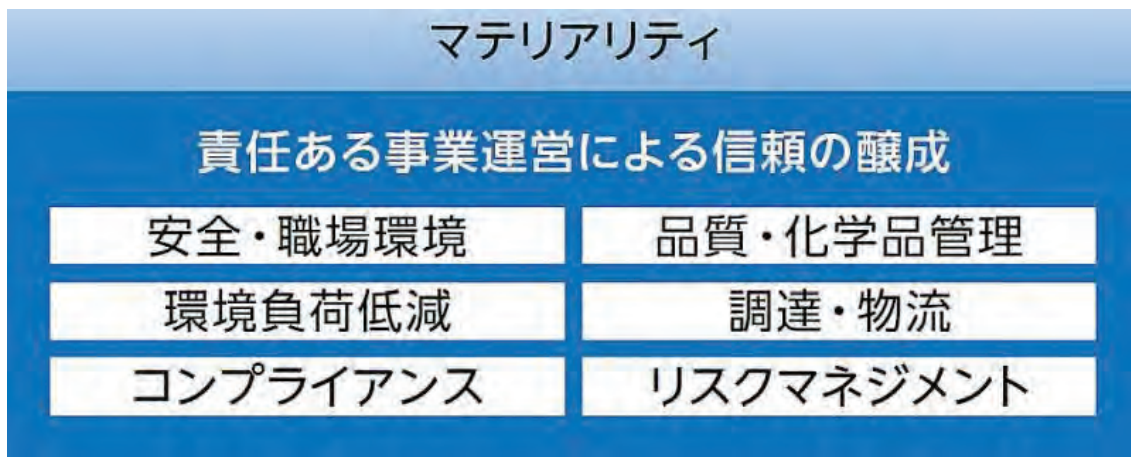 マテリアリティ
責任ある事業運営による信頼の醸成
安全・職場環境
品質・化学品管理
環境負荷低減
調達・物流
コンプライアンス
リスクマネジメント